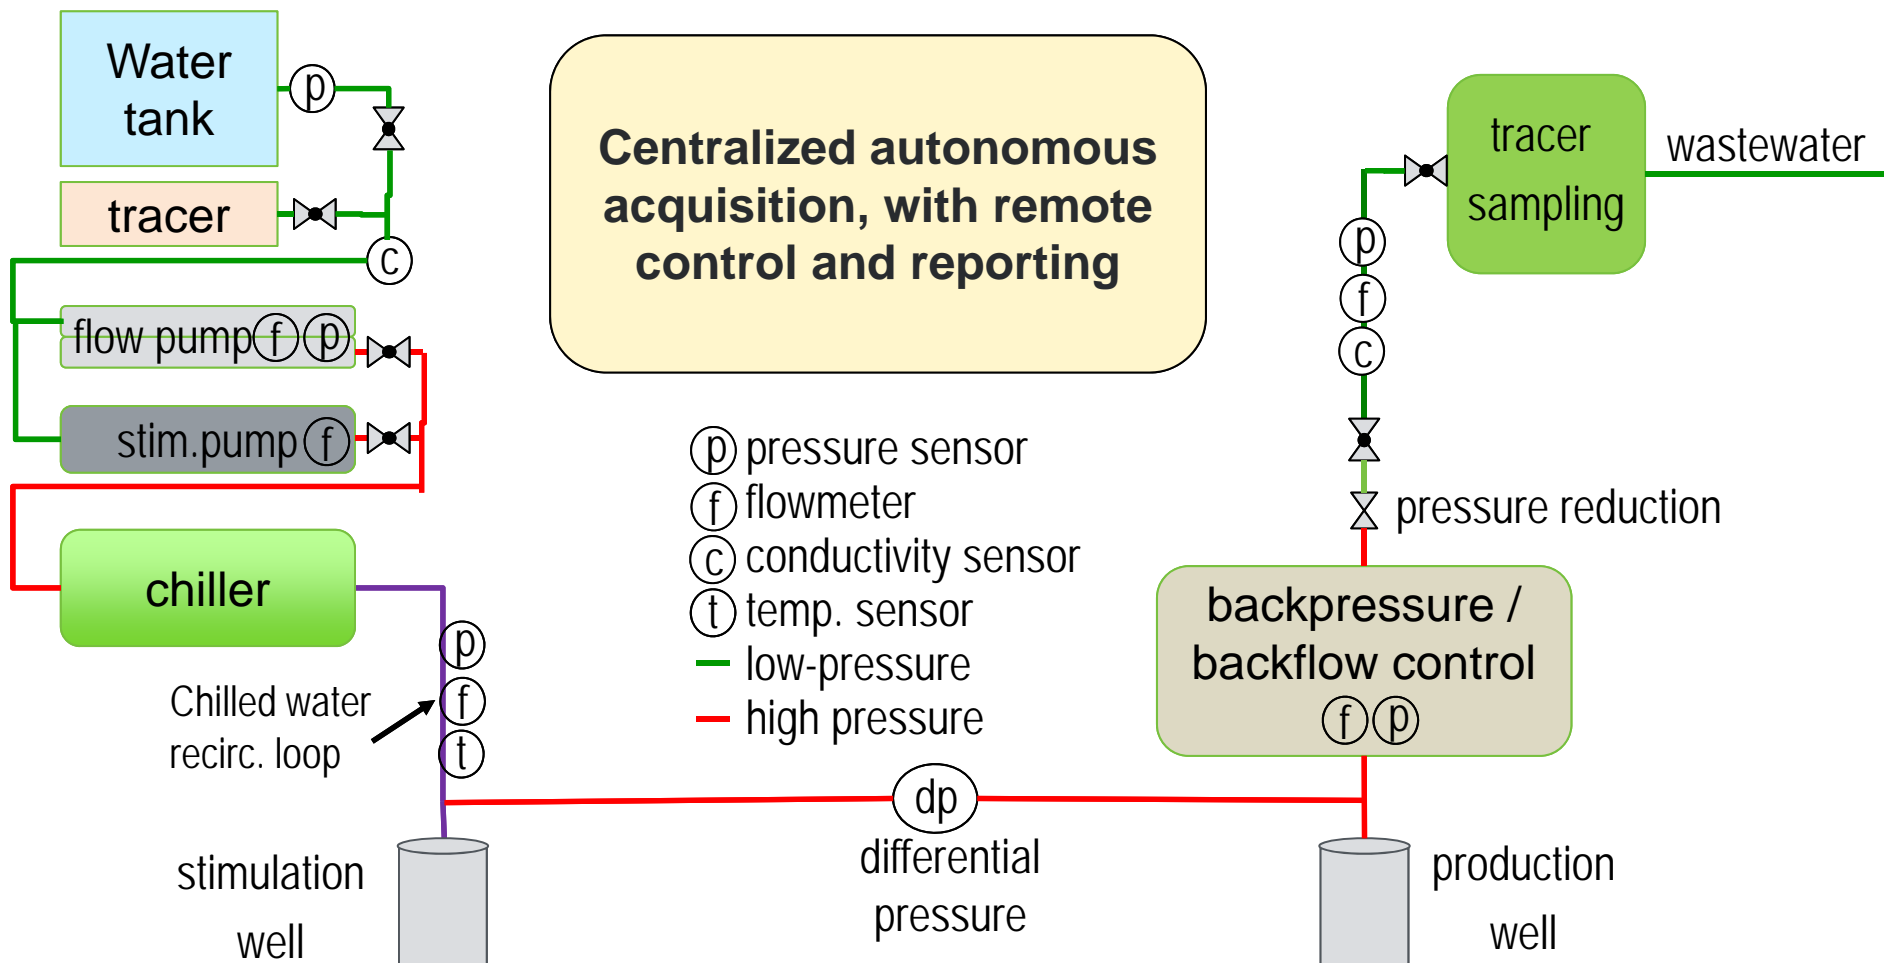 Water
tank
p
tracer
c
flow pump f p
stim.pump f
chiller
p
f
t
Chilled water
recirc. loop
stimulation
well
Centralized autonomous
acquisition, with remote
control and reporting
p pressure sensor
f flowmeter
c conductivity sensor
t temp. sensor
low-pressure
high pressure
dp
differential
pressure
tracer
sampling
wastewater
p
f
c
pressure reduction
backpressure /
backflow control
f p
production
well